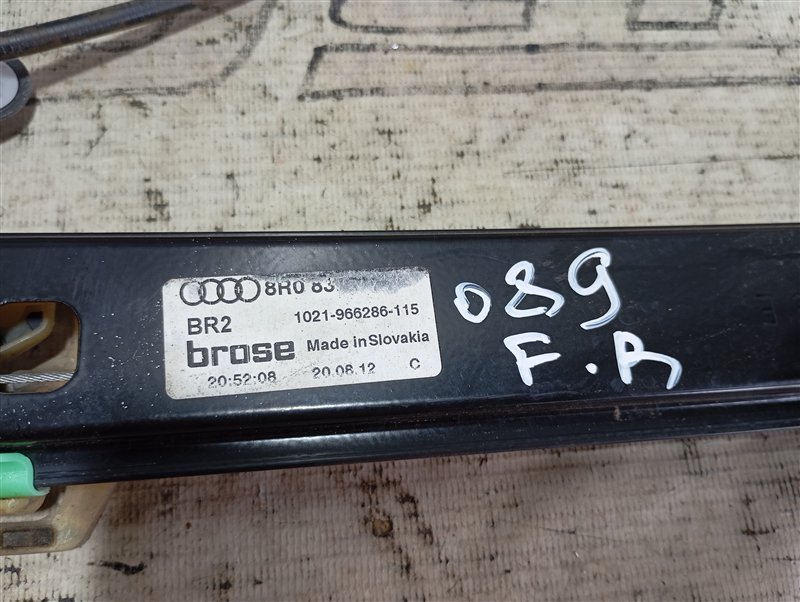 8R0 83
BR2 1021-966286-115
brose Made in Slovakia
20:52:08 20.08.12 C
089
F.R